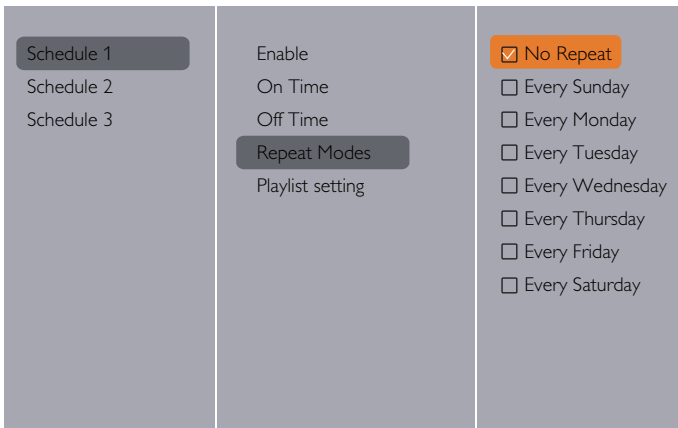 Schedule 1
Schedule 2
Schedule 3
Enable
On Time
Off Time
Repeat Modes
Playlist setting
No Repeat
Every Sunday
Every Monday
Every Tuesday
Every Wednesday
Every Thursday
Every Friday
Every Saturday